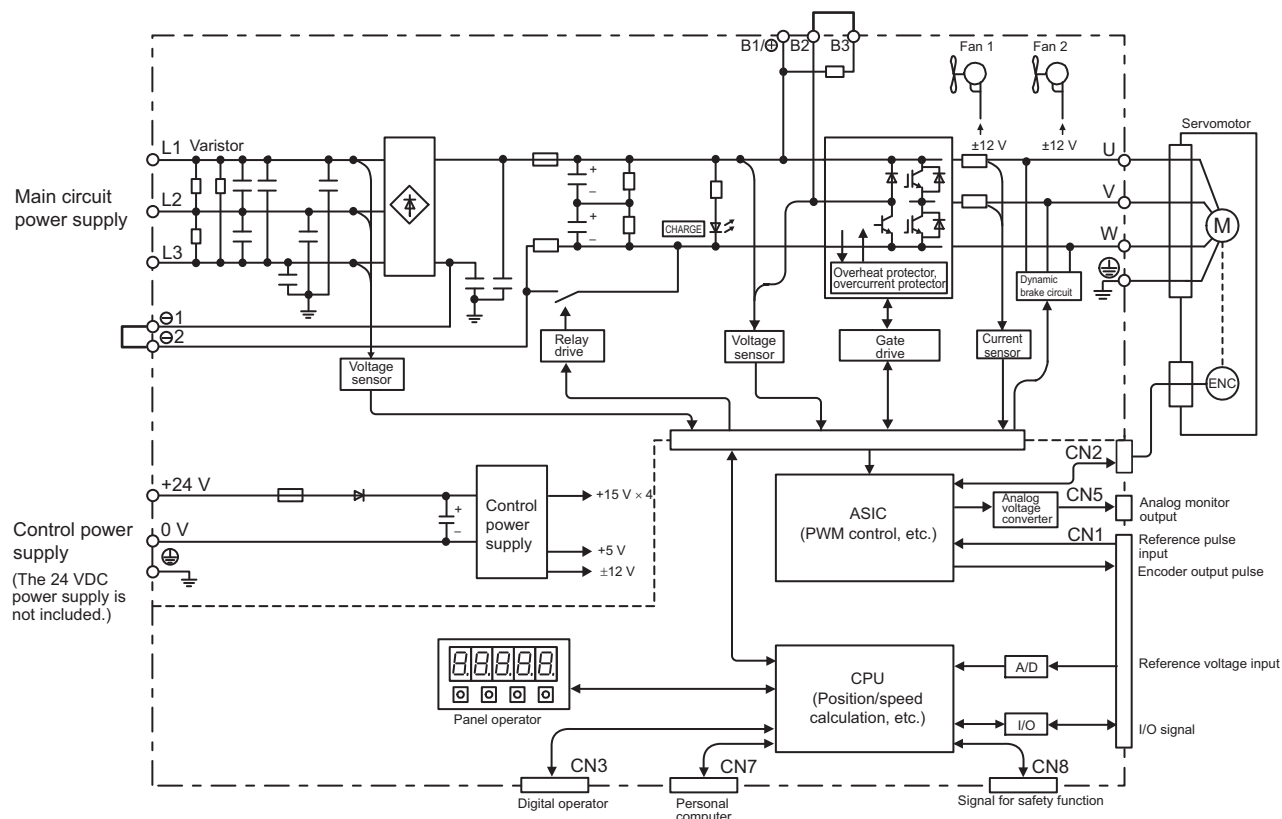 B1/⊕ B2 B3
Fan 1 Fan 2
±12 V ±12 V
Servomotor
Main circuit
power supply
L1 Varistor
L2
L3
⊖1
⊖2
+
–
+
–
CHARGE
Overheat protector,
overcurrent protector
U
V
W
M
ENC
Dynamic
brake circuit
Voltage
sensor
Relay
drive
Voltage
sensor
Gate
drive
Current
sensor
Control power
supply
(The 24 VDC
power supply is
not included.)
+24 V
0 V
+
–
Control
power
supply
+15 V × 4
+5 V
±12 V
ASIC
(PWM control, etc.)
Analog
voltage
converter
CN2
CN5
Analog monitor
output
CN1
Reference pulse
input
Encoder output pulse
8.8.8.8.8.
Panel operator
CPU
(Position/speed
calculation, etc.)
A/D
Reference voltage input
I/O
I/O signal
CN3
Digital operator
CN7
Personal
computer
CN8
Signal for safety function